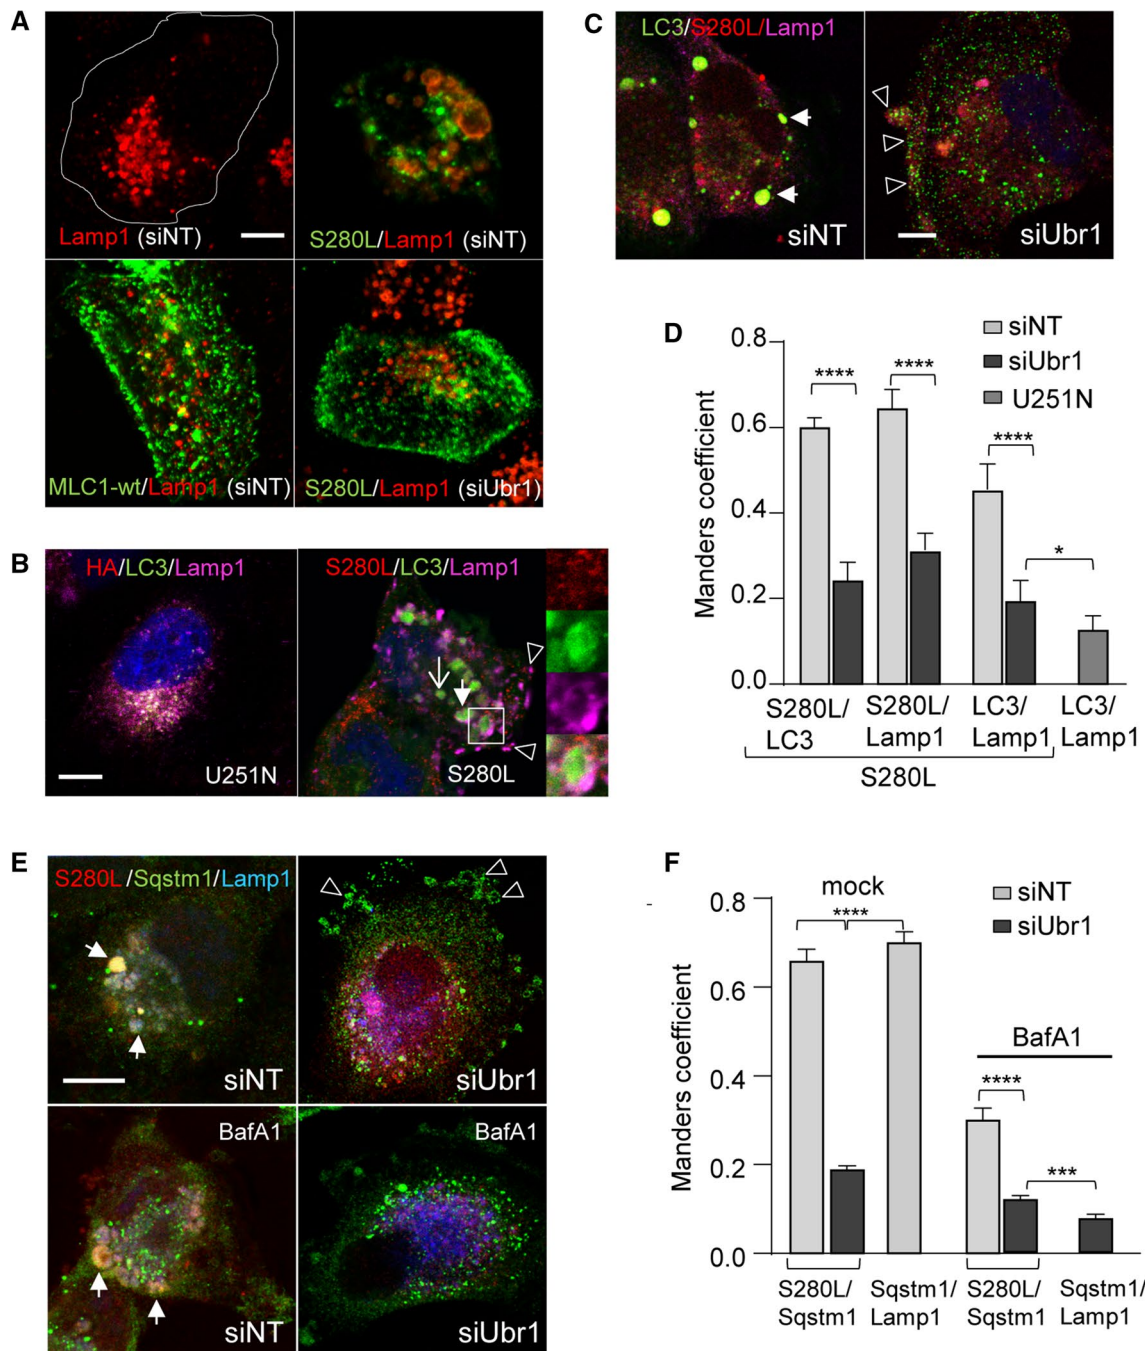 A
Lamp1 (siNT)
S280L/Lamp1 (siNT)
MLC1-wt/Lamp1 (siNT)
S280L/Lamp1 (siUbr1)
B
HA/LC3/Lamp1
U251N
S280L/LC3/Lamp1
S280L
C
LC3/S280L/Lamp1
siNT
siUbr1
D
siNT
siUbr1
U251N
Manders coefficient
0.8
0.6
0.4
0.2
0.0
****
****
****
*
S280L/
LC3
S280L/
Lamp1
LC3/
Lamp1
LC3/
Lamp1
S280L
E
S280L /Sqstm1/Lamp1
siNT
siUbr1
BafA1
siNT
BafA1
siUbr1
F
mock
siNT
siUbr1
Manders coefficient
0.8
0.6
0.4
0.2
0.0
****
BafA1
****
***
S280L/
Sqstm1
Sqstm1/
Lamp1
S280L/
Sqstm1
Sqstm1/
Lamp1